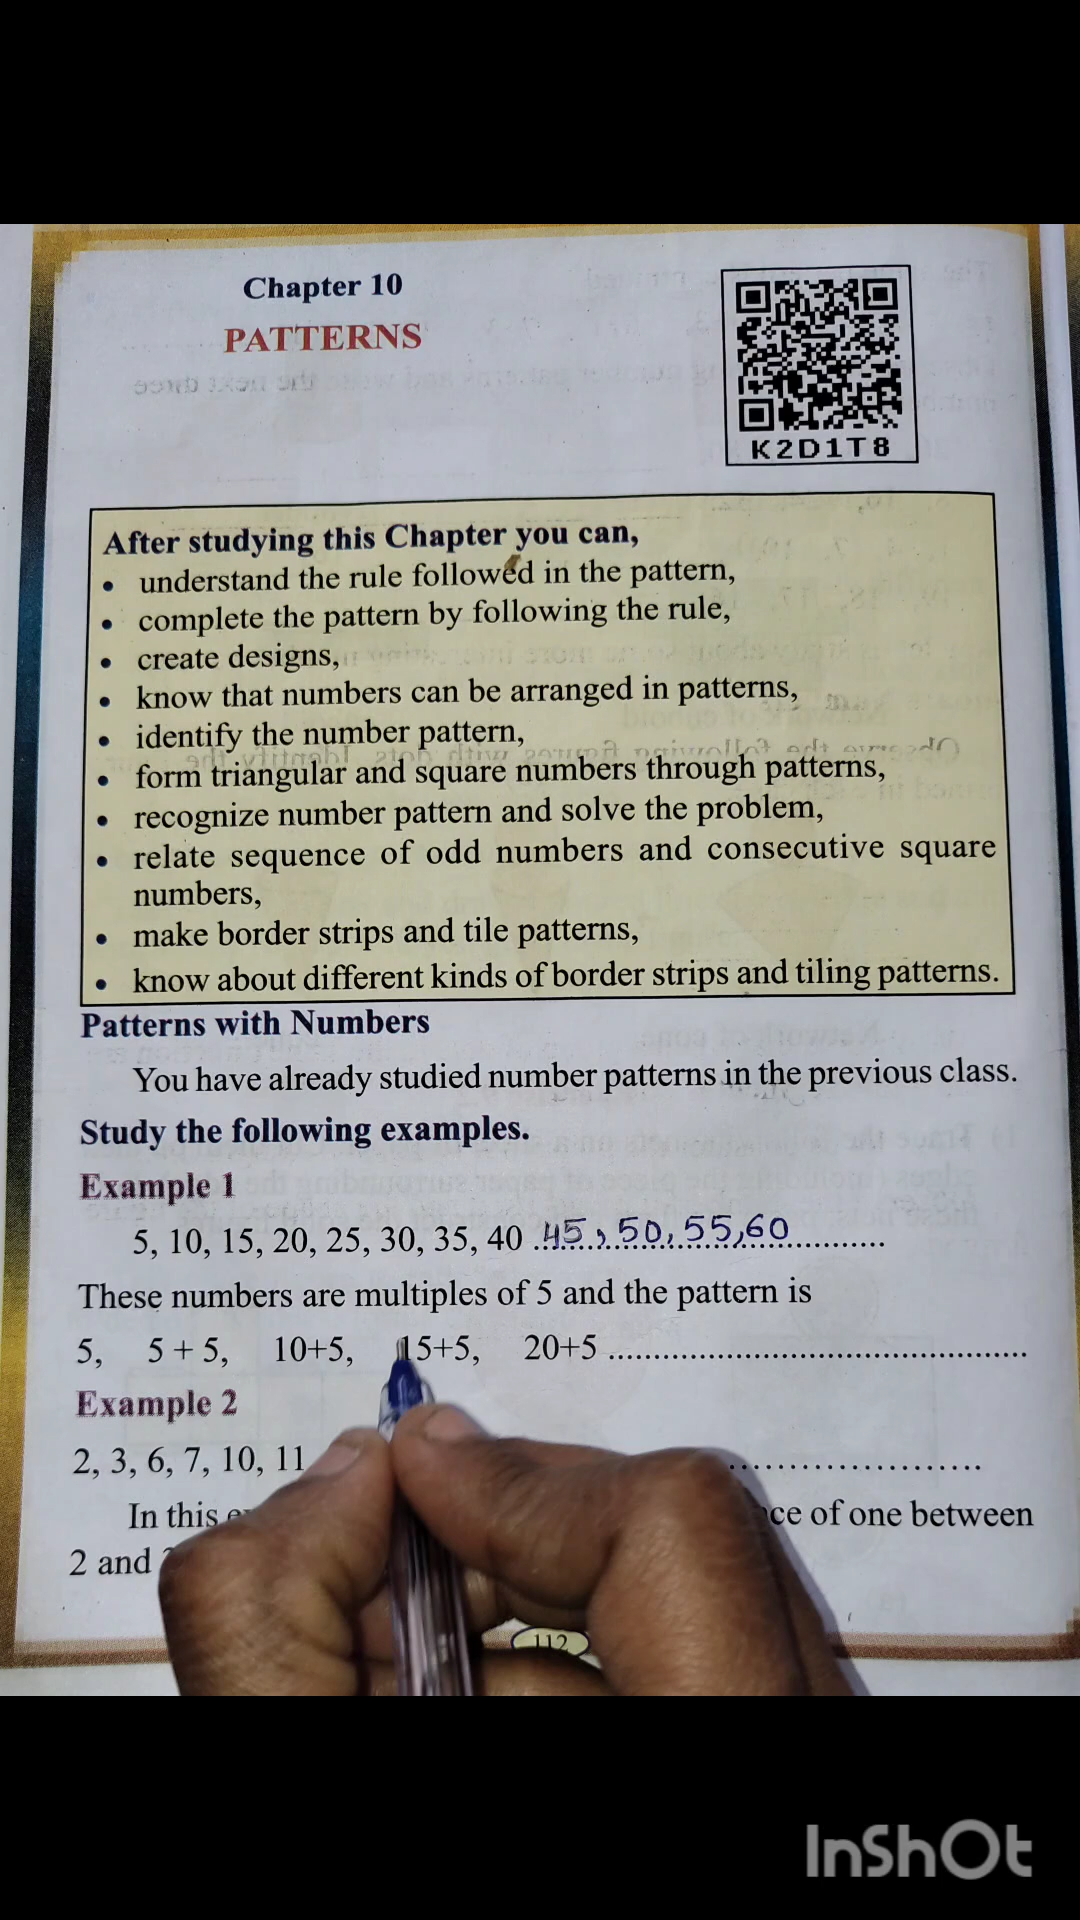 Chapter 10
PATTERNS
K2D1T8
After studying this Chapter you can,
• understand the rule followed in the pattern,
• complete the pattern by following the rule,
• create designs,
• know that numbers can be arranged in patterns,
• identify the number pattern,
• form triangular and square numbers through patterns,
• recognize number pattern and solve the problem,
• relate sequence of odd numbers and consecutive square
numbers,
• make border strips and tile patterns,
• know about different kinds of border strips and tiling patterns.
Patterns with Numbers
You have already studied number patterns in the previous class.
Study the following examples.
Example 1
5, 10, 15, 20, 25, 30, 35, 40 45, 50, 55, 60
These numbers are multiples of 5 and the pattern is
5, 5 + 5, 10+5, 15+5, 20+5 ..........................................
Example 2
2, 3, 6, 7, 10, 11 ......................
In this of one between
2 and
112
InShOt